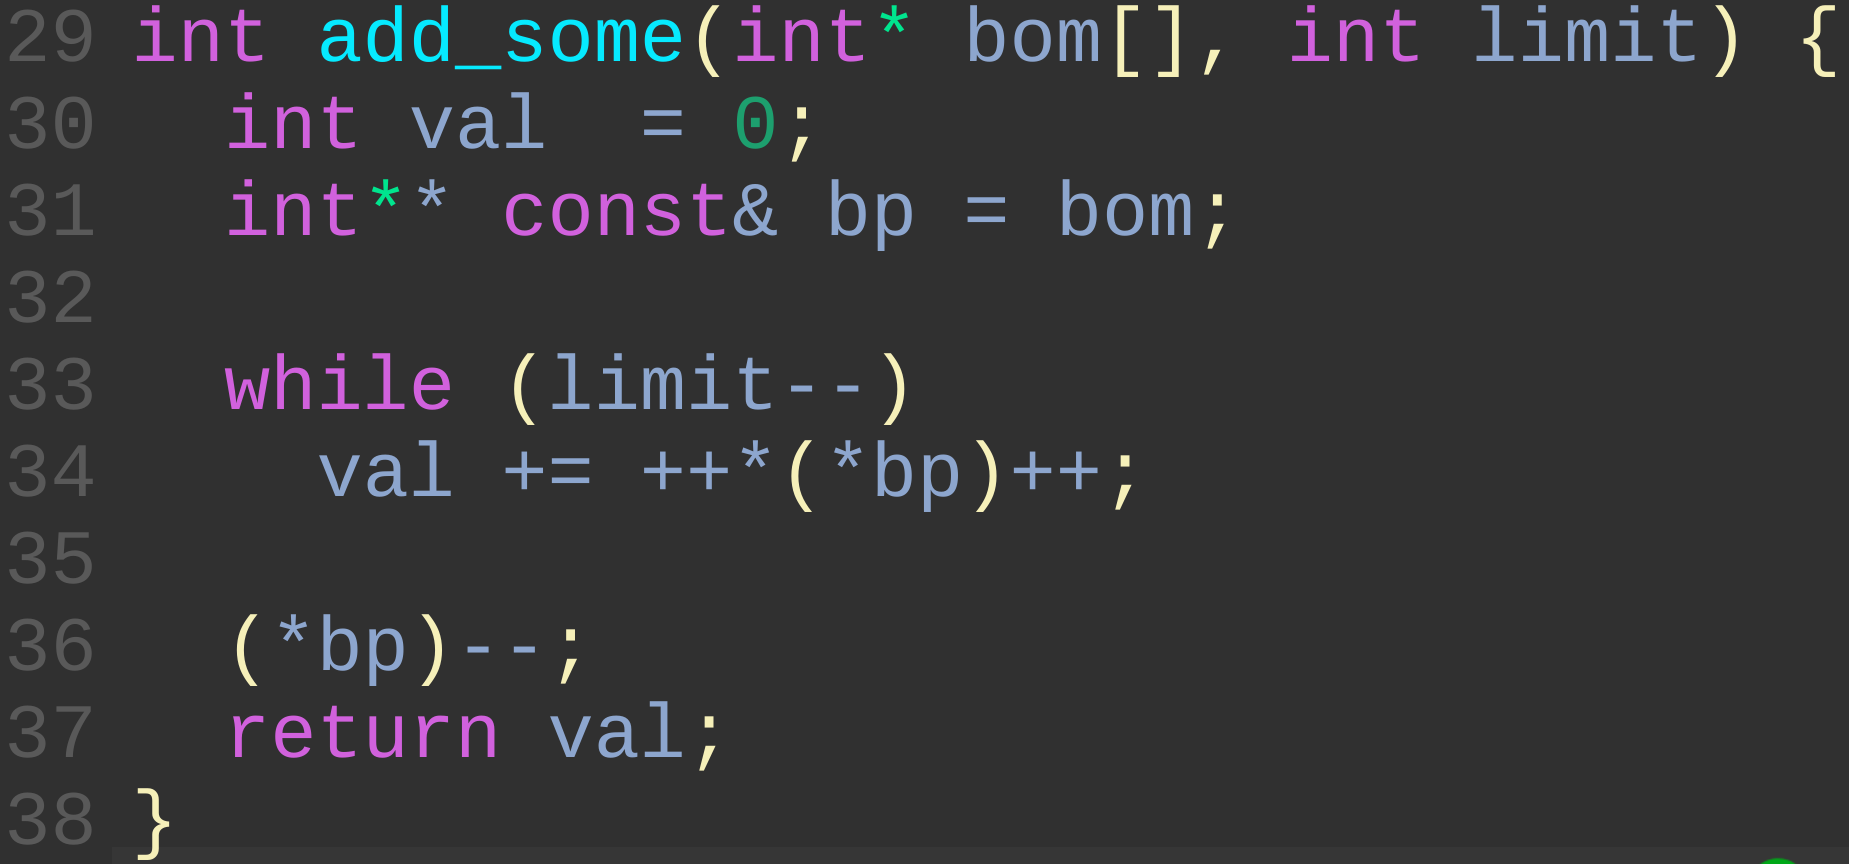 29 int add_some(int* bom[], int limit) {
30   int val  = 0;
31   int** const& bp = bom;
32
33   while (limit--)
34     val += ++*(*bp)++;
35
36   (*bp)--;
37   return val;
38 }